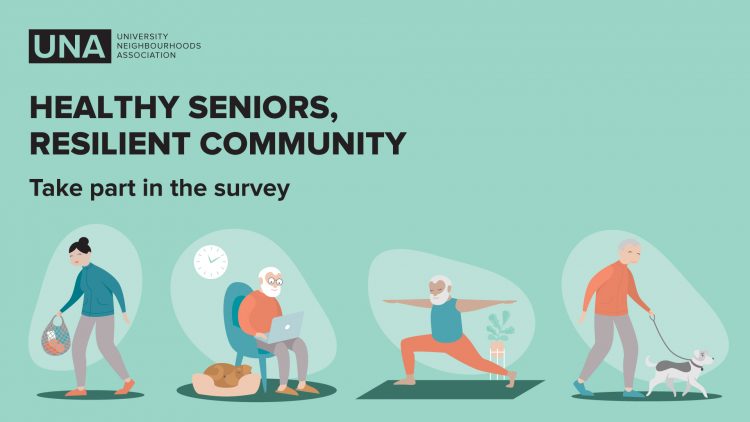 UNA
UNIVERSITY
NEIGHBOURHOODS
ASSOCIATION
HEALTHY SENIORS,
RESILIENT COMMUNITY
Take part in the survey